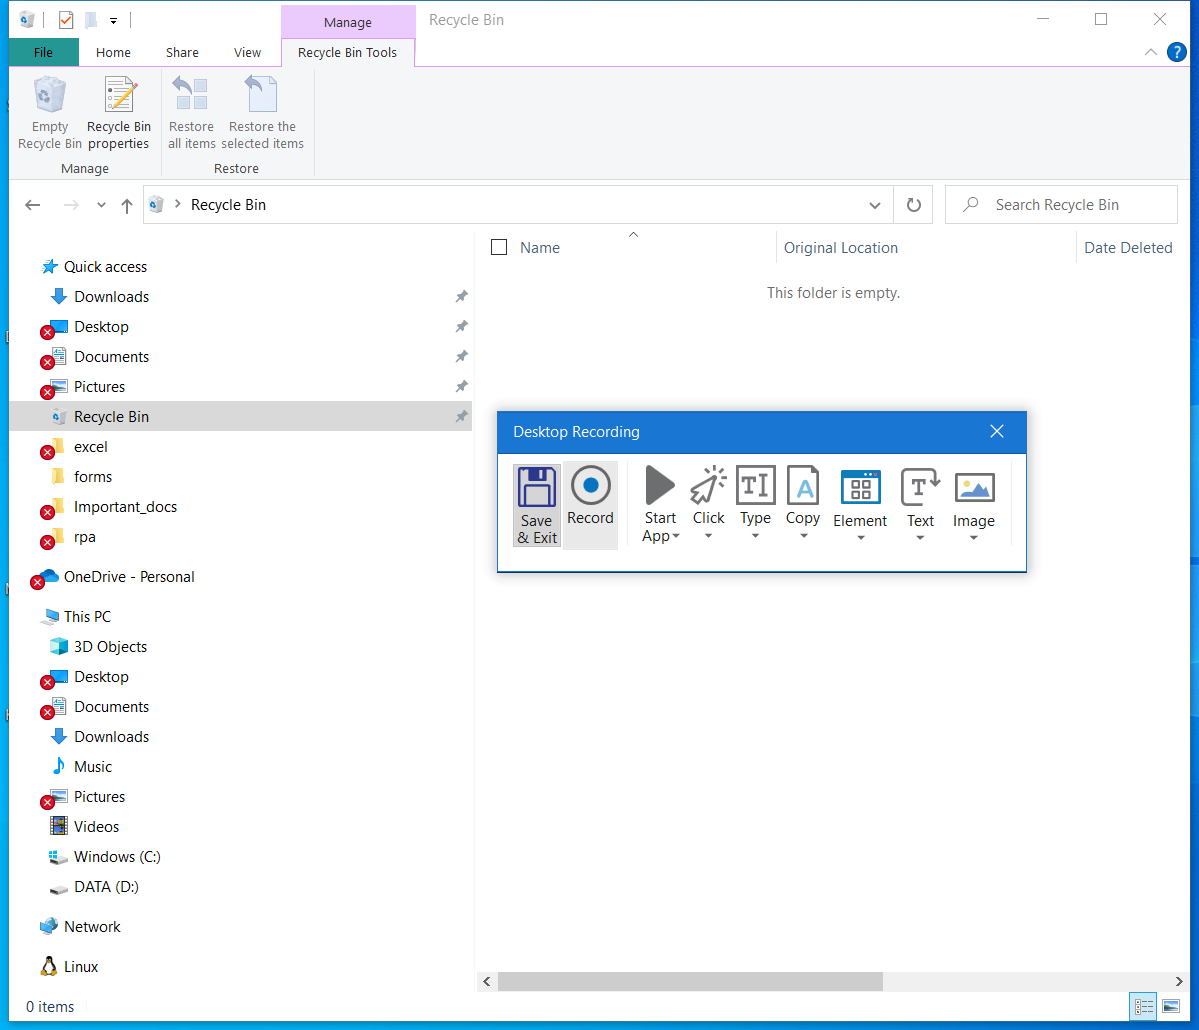 Manage
Recycle Bin
File
Home
Share
View
Recycle Bin Tools
?
Empty
Recycle Bin
Recycle Bin
properties
Restore
all items
Restore the
selected items
Manage
Restore
Recycle Bin
Search Recycle Bin
Name
Original Location
Date Deleted
This folder is empty.
Quick access
Downloads
Desktop
Documents
Pictures
Recycle Bin
excel
forms
Important_docs
rpa
OneDrive - Personal
This PC
3D Objects
Desktop
Documents
Downloads
Music
Pictures
Videos
Windows (C:)
DATA (D:)
Network
Linux
Desktop Recording
Save
& Exit
Record
Start
App
Click
TI
Type
A
Copy
Element
T
Text
Image
0 items